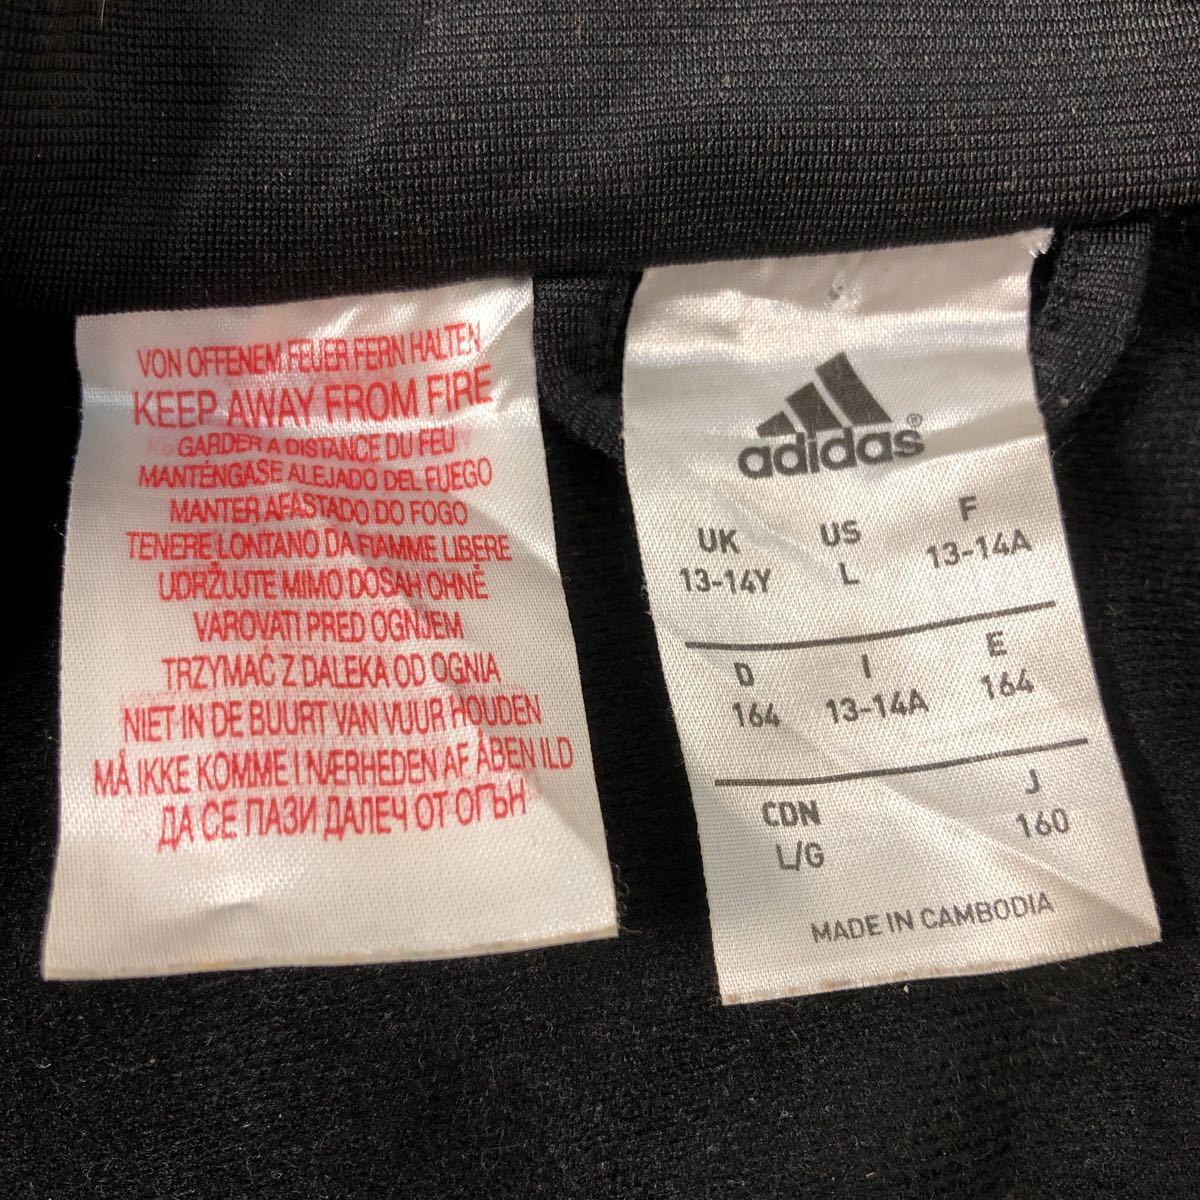 VON OFFENEM FEUER FERN HALTEN
KEEP AWAY FROM FIRE
GARDER A DISTANCE DU FEU
MANTÉNGASE ALEJADO DEL FUEGO
MANTER AFASTADO DO FOGO
TENERE LONTANO DA FIAMME LIBERE
UDRŽUJTE MIMO DOSAH OHNĚ
VAROVATI PRED OGNJEM
TRZYMAĆ Z DALEKA OD OGNIA
NIET IN DE BUURT VAN VUUR HOUDEN
MÅ IKKE KOMME I NÆRHEDEN AF ÅBEN ILD
ДА СЕ ПАЗИ ДАЛЕЧ ОТ ОГЪН
adidas®
UK US F
13-14Y L 13-14A
D I E
164 13-14A 164
CDN J
L/G 160
MADE IN CAMBODIA